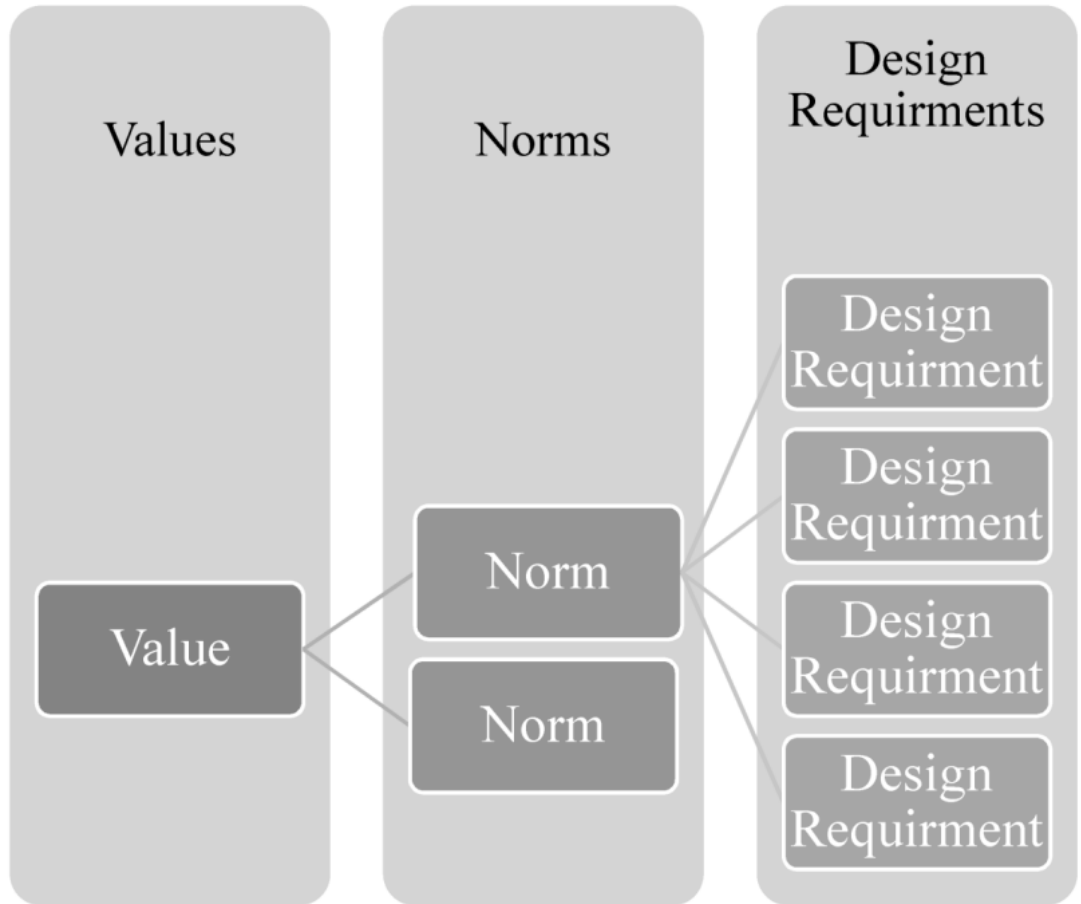 Values
Norms
Design
Requirments
Value
Norm
Norm
Design
Requirment
Design
Requirment
Design
Requirment
Design
Requirment